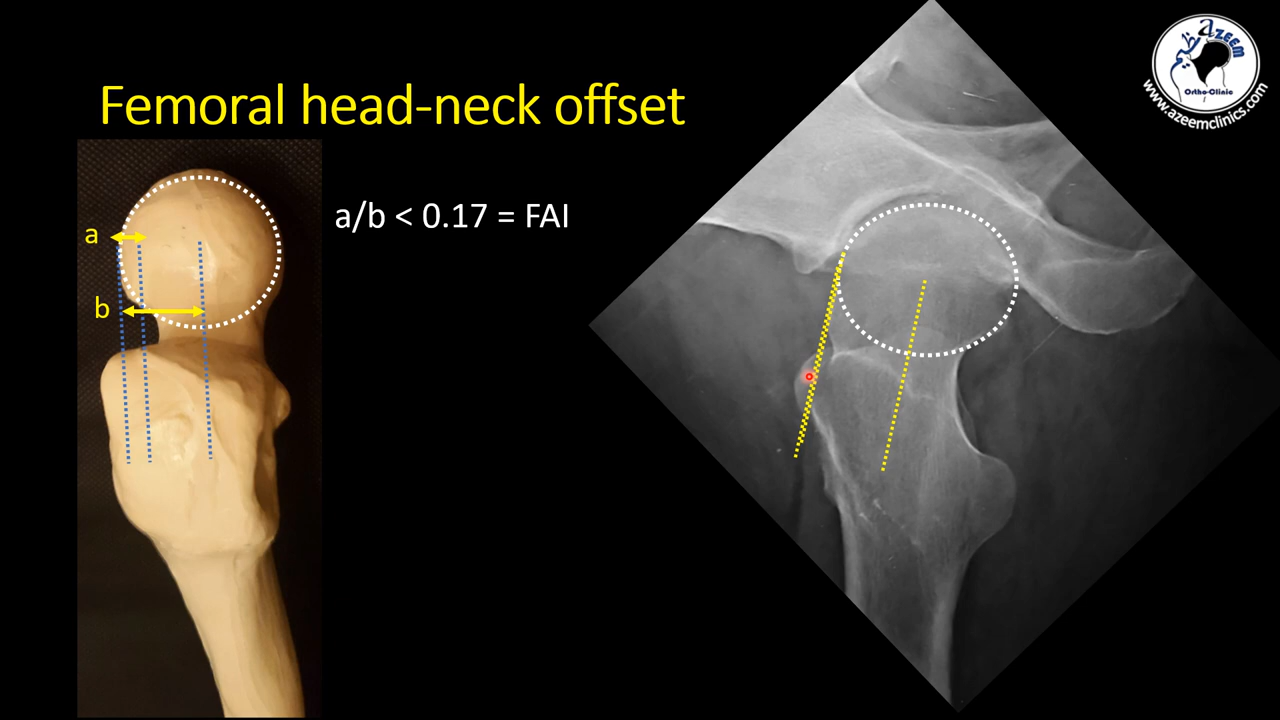 Femoral head-neck offset
a/b < 0.17 = FAI
a
b
aZEEM
Ortho-Clinic
www.azeemclinics.com